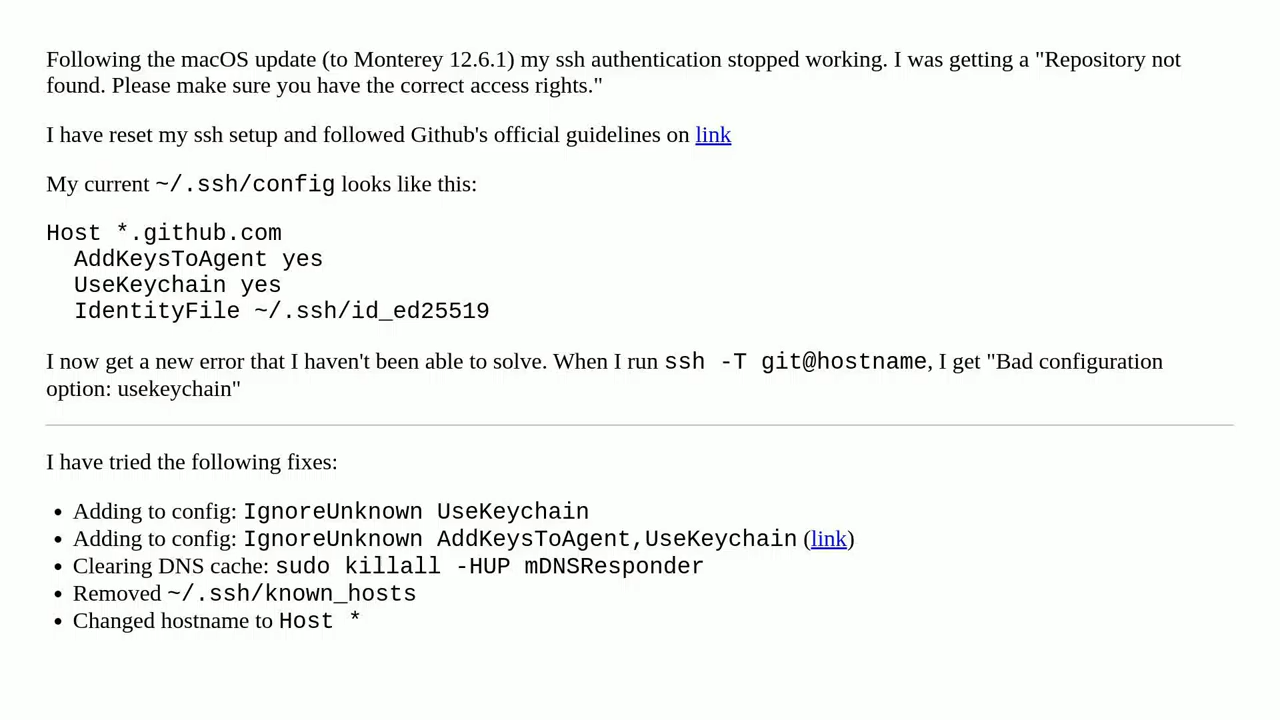 Following the macOS update (to Monterey 12.6.1) my ssh authentication stopped working. I was getting a "Repository not
found. Please make sure you have the correct access rights."
I have reset my ssh setup and followed Github's official guidelines on link
My current ~/.ssh/config looks like this:
Host *.github.com
  AddKeysToAgent yes
  UseKeychain yes
  IdentityFile ~/.ssh/id_ed25519
I now get a new error that I haven't been able to solve. When I run ssh -T git@hostname, I get "Bad configuration
option: usekeychain"
I have tried the following fixes:
• Adding to config: IgnoreUnknown UseKeychain
• Adding to config: IgnoreUnknown AddKeysToAgent,UseKeychain (link)
• Clearing DNS cache: sudo killall -HUP mDNSResponder
• Removed ~/.ssh/known_hosts
• Changed hostname to Host *